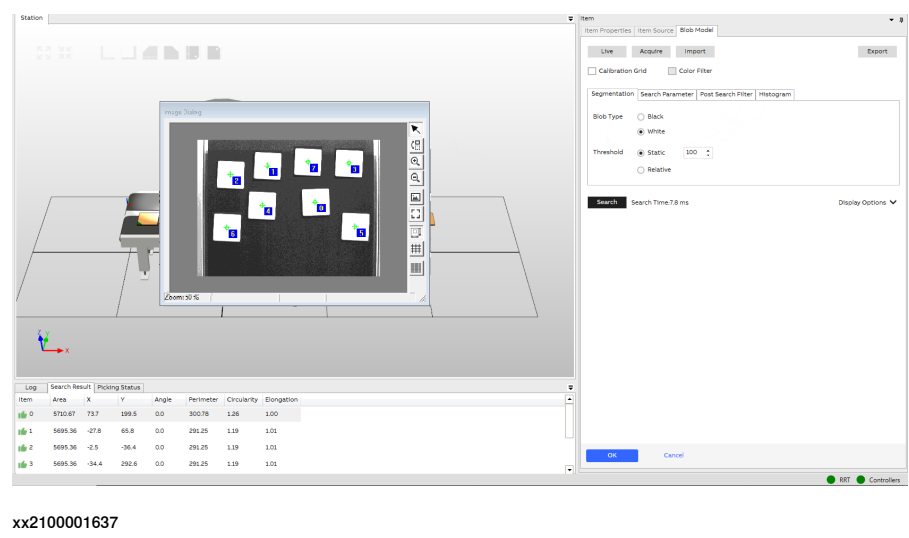 Station
Item
Item Properties Item Source Blob Model
Live Acquire Import Export
Calibration Grid Color Filter
Segmentation Search Parameter Post Search Filter Histogram
Blob Type Black
White
Threshold Static 100
Relative
Search Search Time:7.8 ms Display Options
2 1 7 3
4 0
6 5
Zoom: 50 %
Z Y X
Log Search Result Picking Status
Item Area X Y Angle Perimeter Circularity Elongation
0 5710.67 73.7 199.5 0.0 300.78 1.26 1.00
1 5695.36 -27.8 65.8 0.0 291.25 1.19 1.01
2 5695.36 -2.5 -36.4 0.0 291.25 1.19 1.01
3 5695.36 -34.4 292.6 0.0 291.25 1.19 1.01
OK Cancel
RRT Controllers
xx2100001637